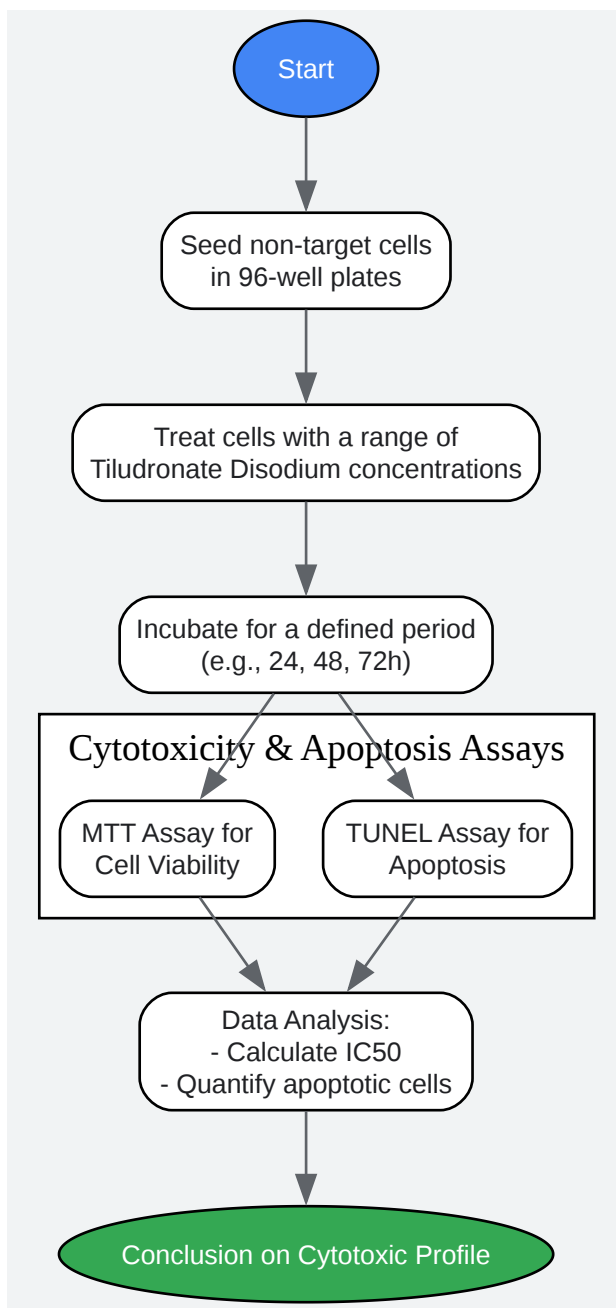 Start
Seed non-target cells
in 96-well plates
Treat cells with a range of
Tiludronate Disodium concentrations
Incubate for a defined period
(e.g., 24, 48, 72h)
Cytotoxicity & Apoptosis Assays
MTT Assay for
Cell Viability
TUNEL Assay for
Apoptosis
Data Analysis:
- Calculate IC50
- Quantify apoptotic cells
Conclusion on Cytotoxic Profile